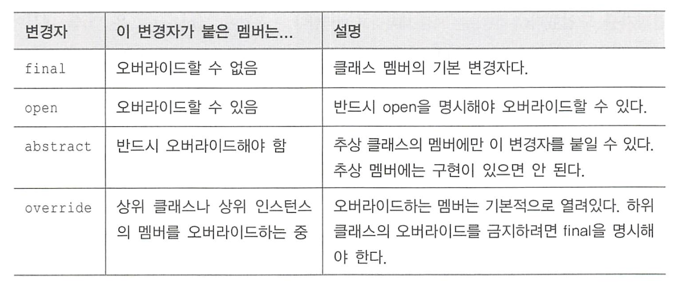 변경자 이 변경자가 붙은 멤버는... 설명
final 오버라이드할 수 없음 클래스 멤버의 기본 변경자다.
open 오버라이드할 수 있음 반드시 open을 명시해야 오버라이드할 수 있다.
abstract 반드시 오버라이드해야 함 추상 클래스의 멤버에만 이 변경자를 붙일 수 있다.
추상 멤버에는 구현이 있으면 안 된다.
override 상위 클래스나 상위 인스턴스 오버라이드하는 멤버는 기본적으로 열려있다. 하위
의 멤버를 오버라이드하는 중 클래스의 오버라이드를 금지하려면 final을 명시해
야 한다.